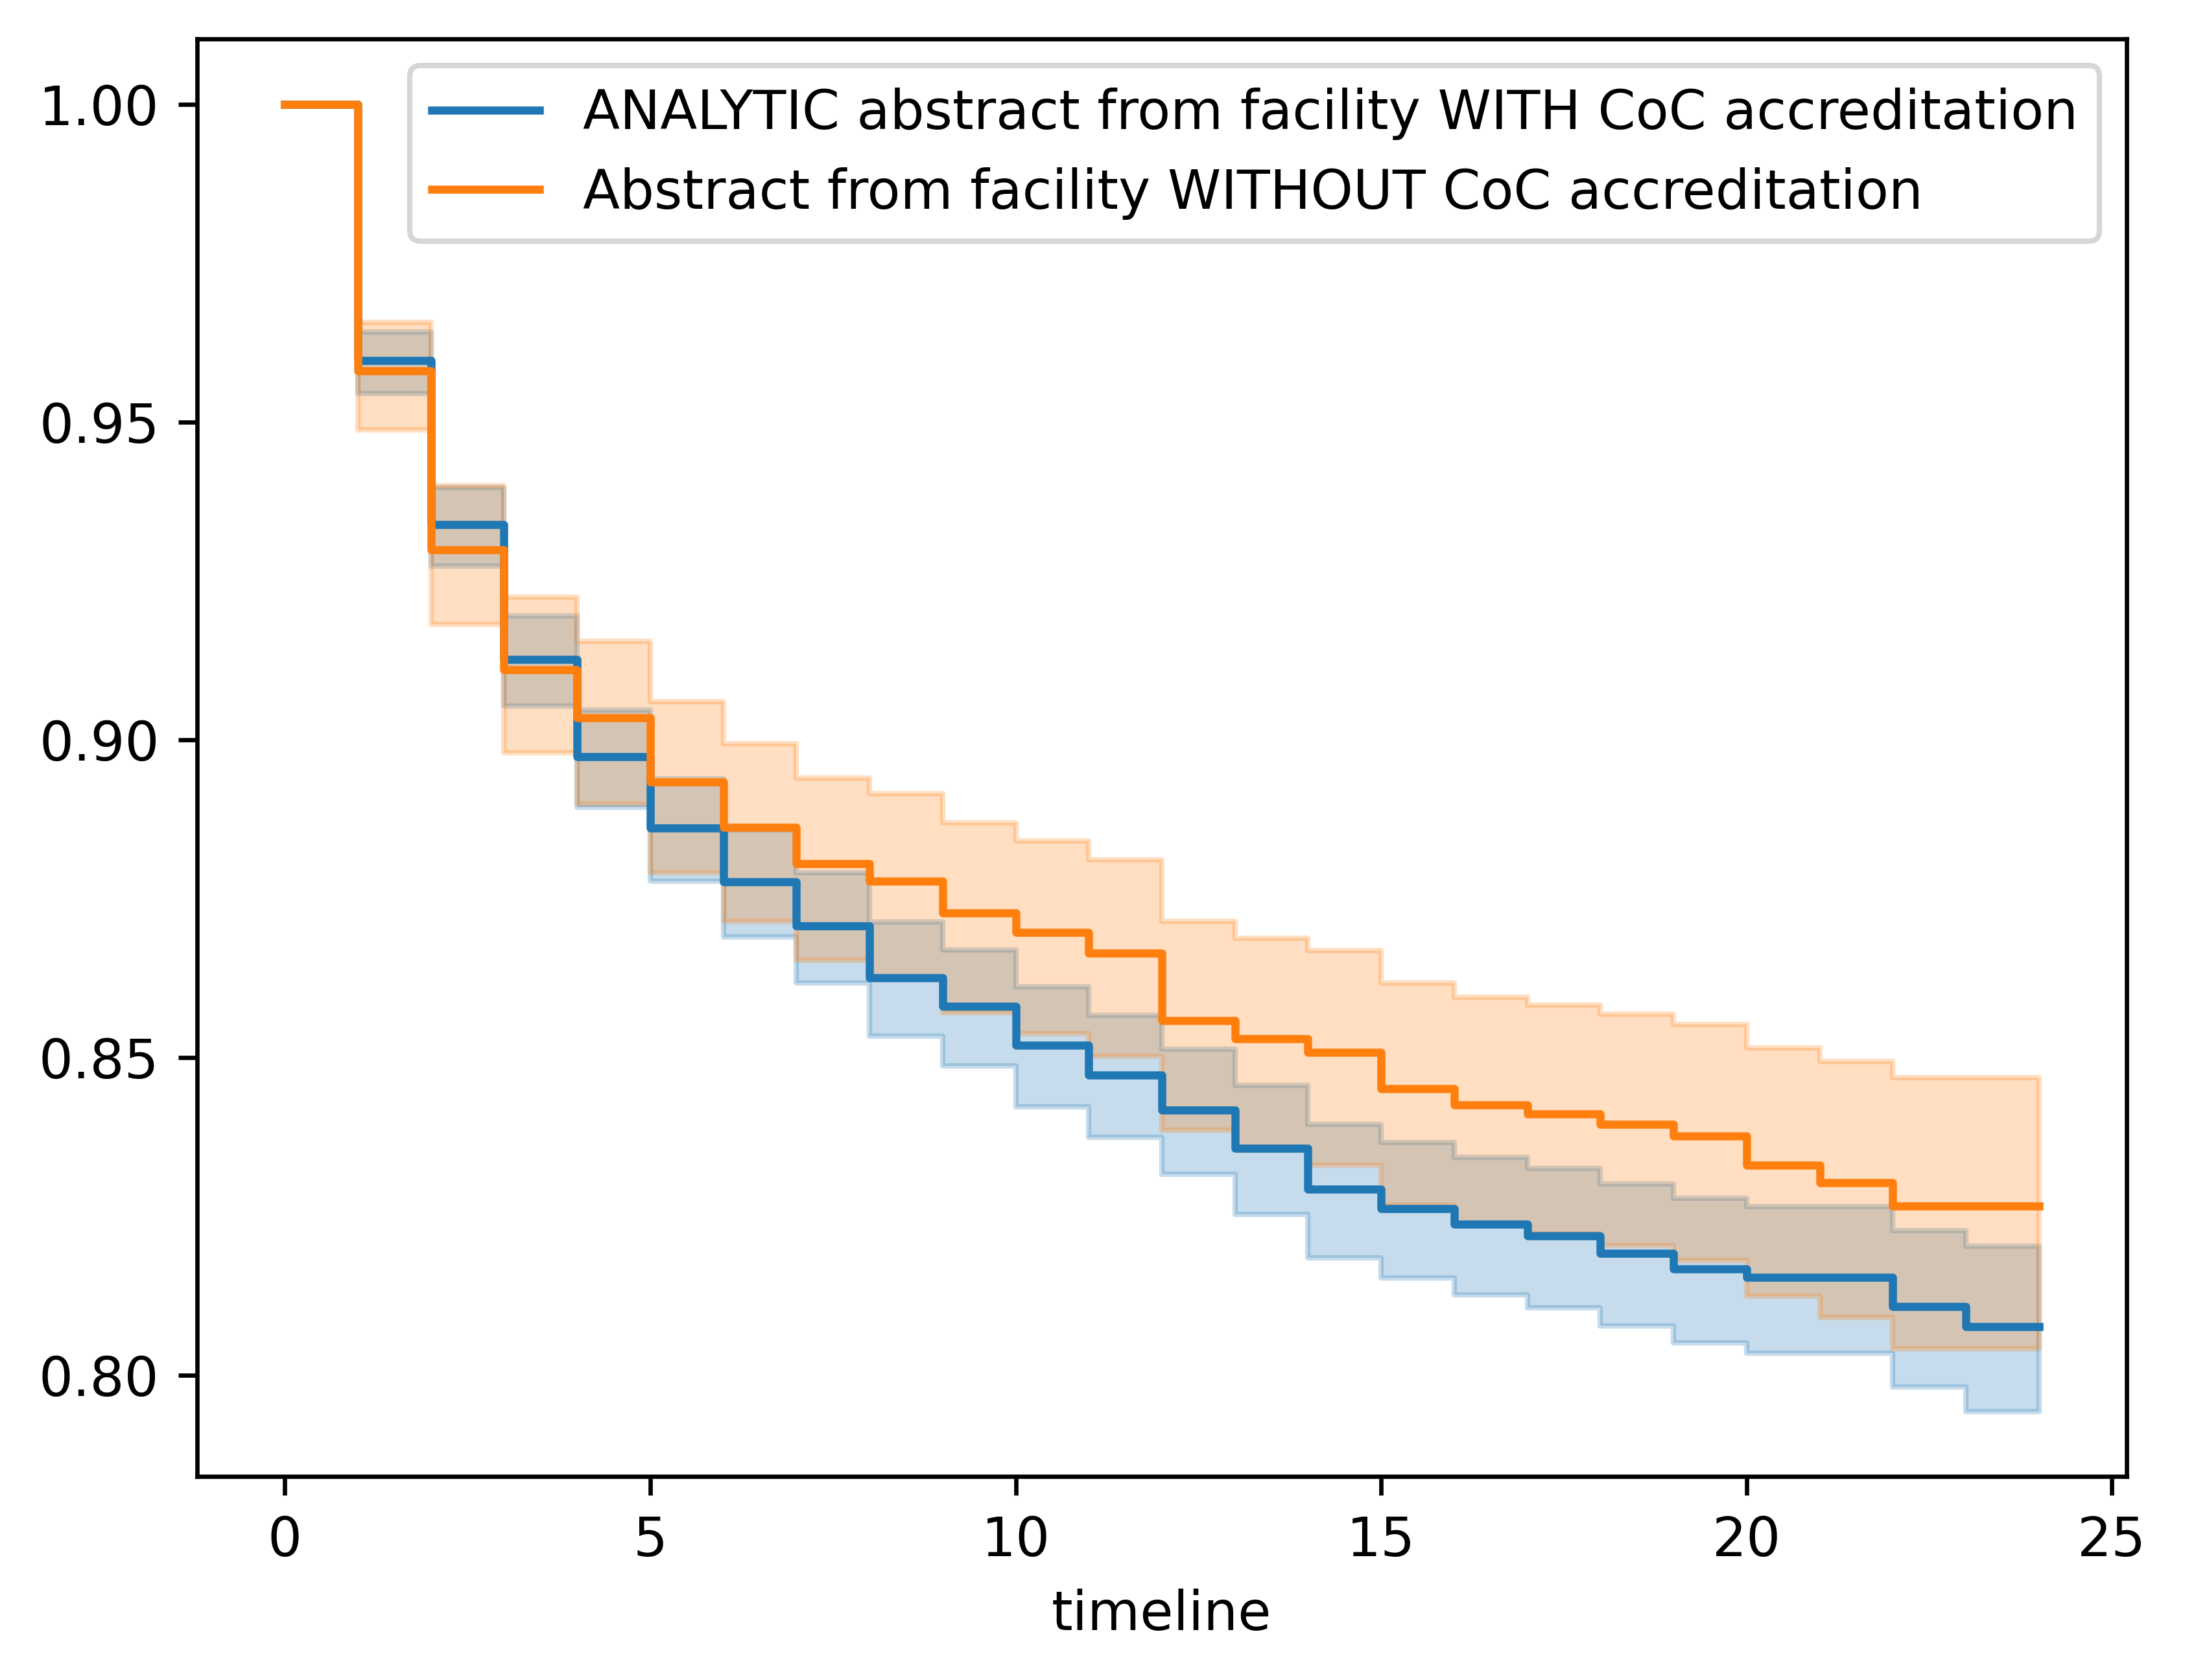 ANALYTIC abstract from facility WITH CoC accreditation
Abstract from facility WITHOUT CoC accreditation
1.00
0.95
0.90
0.85
0.80
0 5 10 15 20 25
timeline